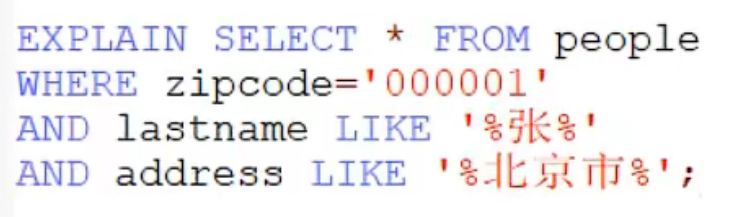 EXPLAIN SELECT * FROM people
WHERE zipcode='000001'
AND lastname LIKE '%张%'
AND address LIKE '%北京市%';